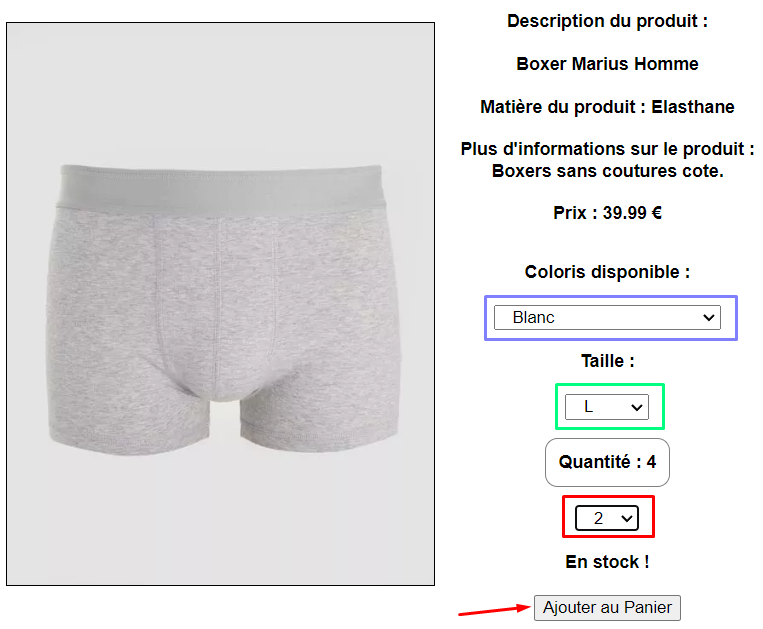 Description du produit :
Boxer Marius Homme
Matière du produit : Elasthane
Plus d'informations sur le produit :
Boxers sans coutures cote.
Prix : 39.99 €
Coloris disponible :
Blanc
Taille :
L
Quantité : 4
2
En stock !
Ajouter au Panier